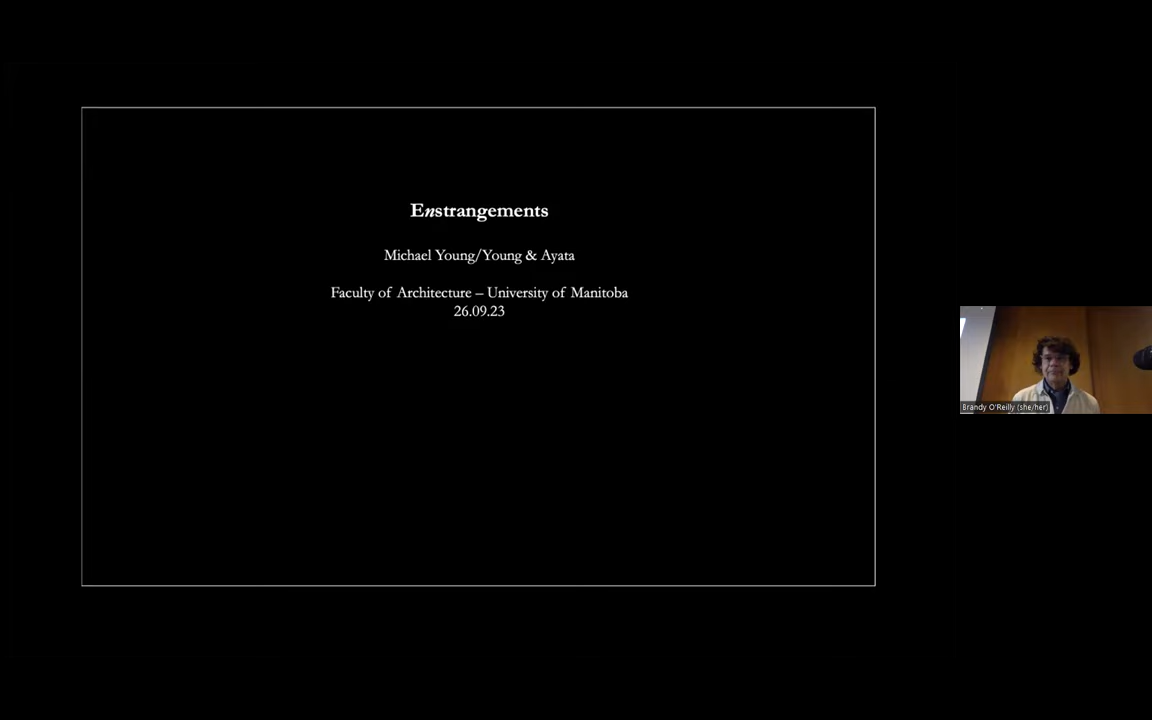 Enstrangements
Michael Young/Young & Ayata
Faculty of Architecture – University of Manitoba
26.09.23
Brandy O'Reilly (she/her)